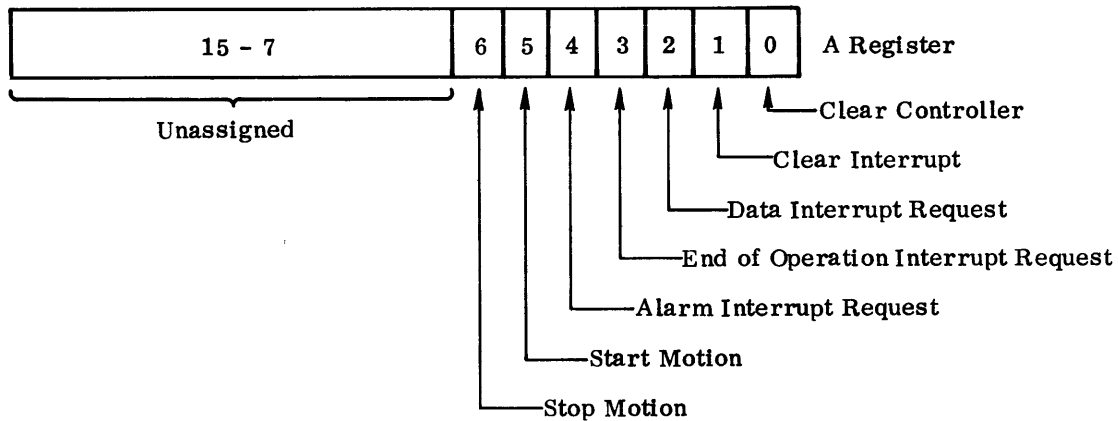 15 - 7 6 5 4 3 2 1 0 A Register
Clear Controller
Unassigned
Clear Interrupt
Data Interrupt Request
End of Operation Interrupt Request
Alarm Interrupt Request
Start Motion
Stop Motion